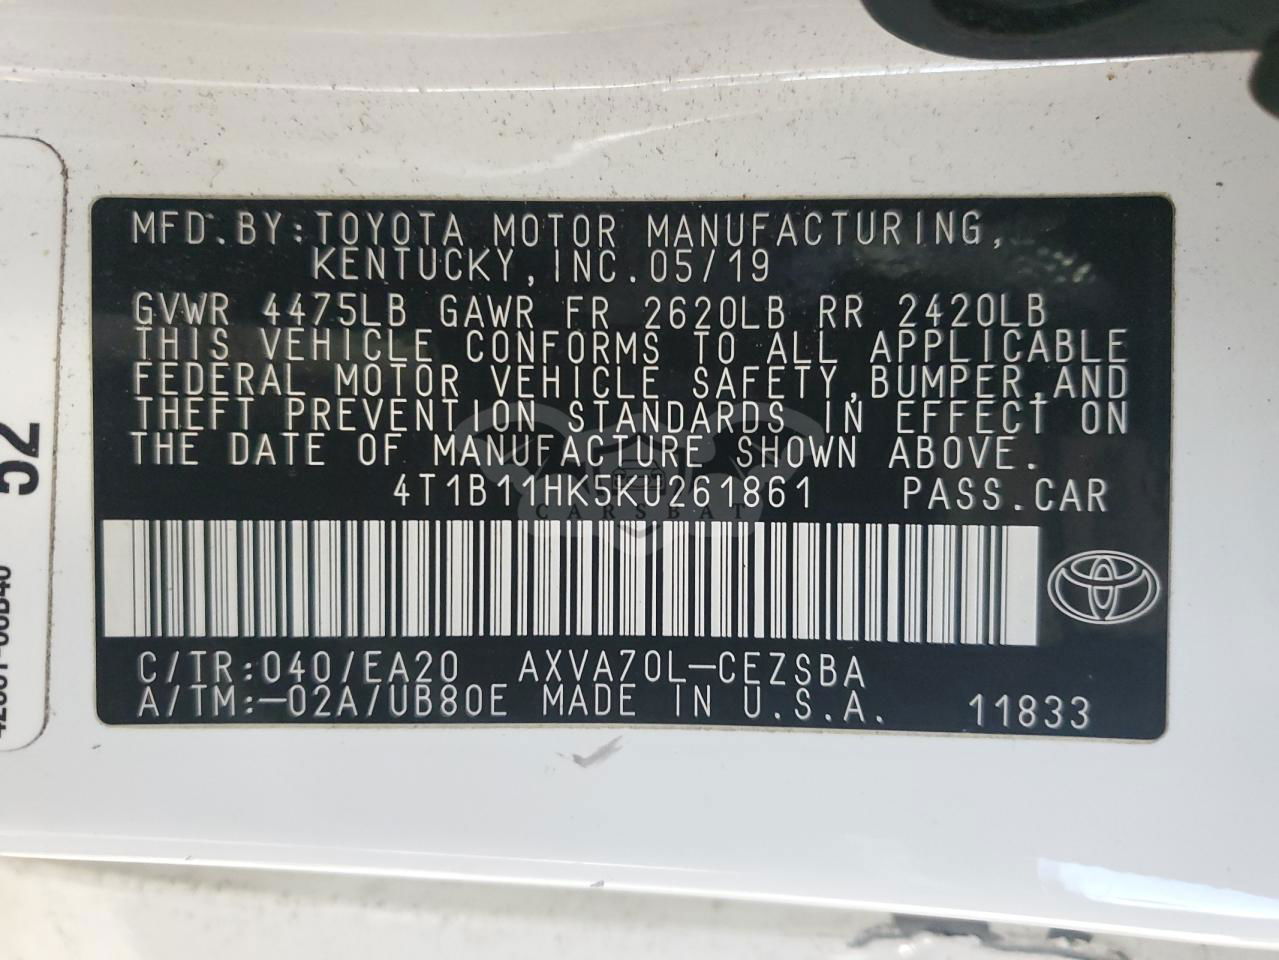 MFD.BY:TOYOTA MOTOR MANUFACTURING,
KENTUCKY,INC.05/19
GVWR 4475LB GAWR FR 2620LB RR 2420LB
THIS VEHICLE CONFORMS TO ALL APPLICABLE
FEDERAL MOTOR VEHICLE SAFETY,BUMPER,AND
THEFT PREVENTION STANDARDS IN EFFECT ON
THE DATE OF MANUFACTURE SHOWN ABOVE.
4T1B11HK5KU261861 PASS.CAR
CARSBAT
C/TR:040/EA20 AXVA70L-CEZSBA
A/TM:-02A/UB80E MADE IN U.S.A. 11833
52